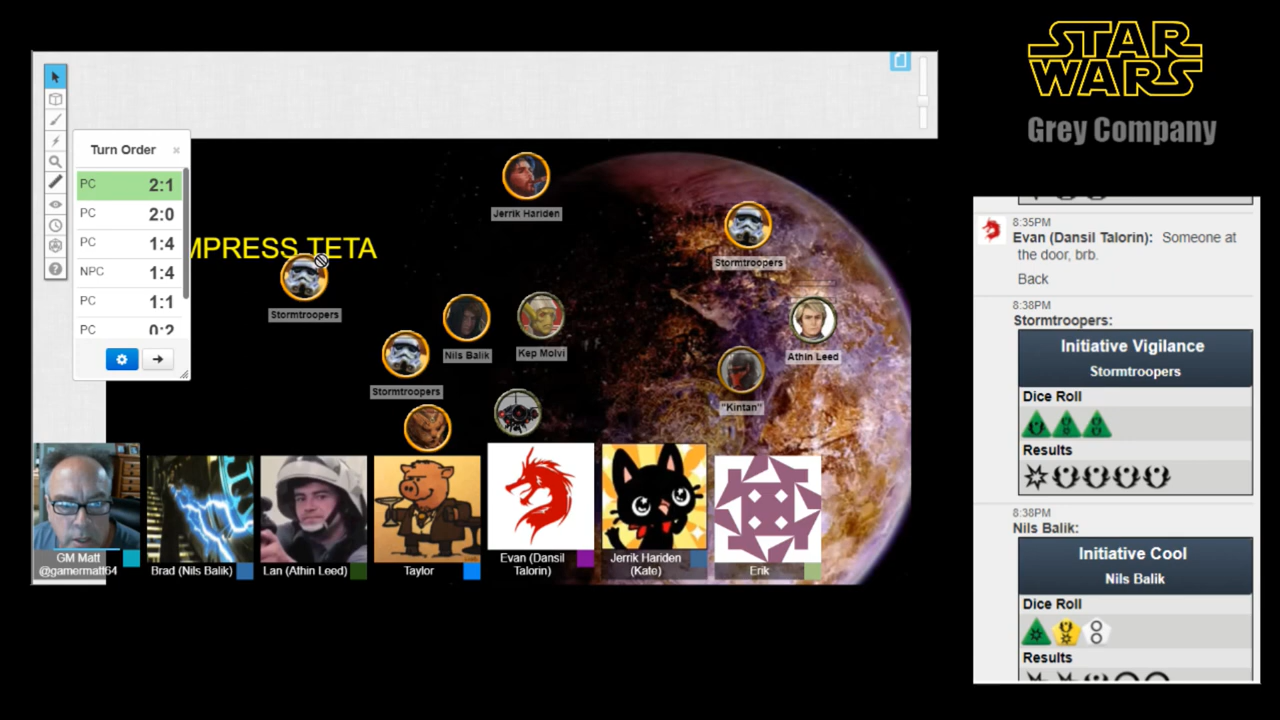 STAR
WARS
Grey Company
Turn Order ×
PC 2:1
PC 2:0
PC 1:4
NPC 1:4
PC 1:1
PC 0:2
MPRESS TETA
Jerrik Hariden
Stormtroopers
Stormtroopers
Nils Balik
Kep Molvi
Athin Leed
Stormtroopers
"Kintan"
GM Matt
@gamermatt64
Brad (Nils Balik)
Lan (Athin Leed)
Taylor
Evan (Dansil
Talorin)
Jerrik Hariden
(Kate)
Erik
8:35PM
Evan (Dansil Talorin): Someone at
the door, brb.
Back
8:38PM
Stormtroopers:
Initiative Vigilance
Stormtroopers
Dice Roll
Results
8:38PM
Nils Balik:
Initiative Cool
Nils Balik
Dice Roll
Results